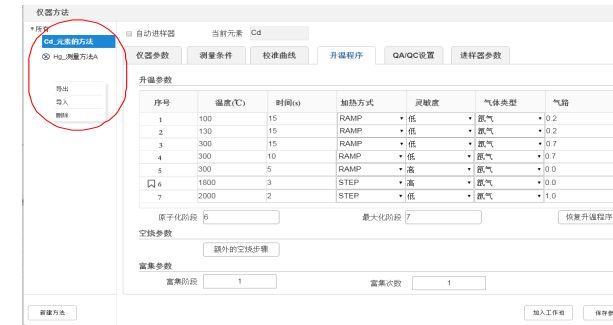 仪器方法
所有
Cd_元素的方法
Hg_测量方法A
导出
导入
删除
新建方法
自动进样器 当前元素 Cd
仪器参数 测量条件 校准曲线 升温程序 QA/QC设置 进样器参数
升温参数
序号 温度(℃) 时间(s) 加热方式 灵敏度 气体类型 气路
1 100 15 RAMP 低 氩气 0.2
2 130 15 RAMP 低 氩气 0.2
3 300 15 RAMP 低 氩气 0.7
4 300 10 RAMP 低 氩气 0.7
5 300 5 RAMP 高 氩气 0.0
6 1800 3 STEP 高 氩气 0.0
7 2000 2 STEP 低 氩气 1.0
原子化阶段 6 最大化阶段 7 恢复升温程序
空烧参数
额外的空烧步骤
富集参数
富集阶段 1 富集次数 1
加入工作池 保存